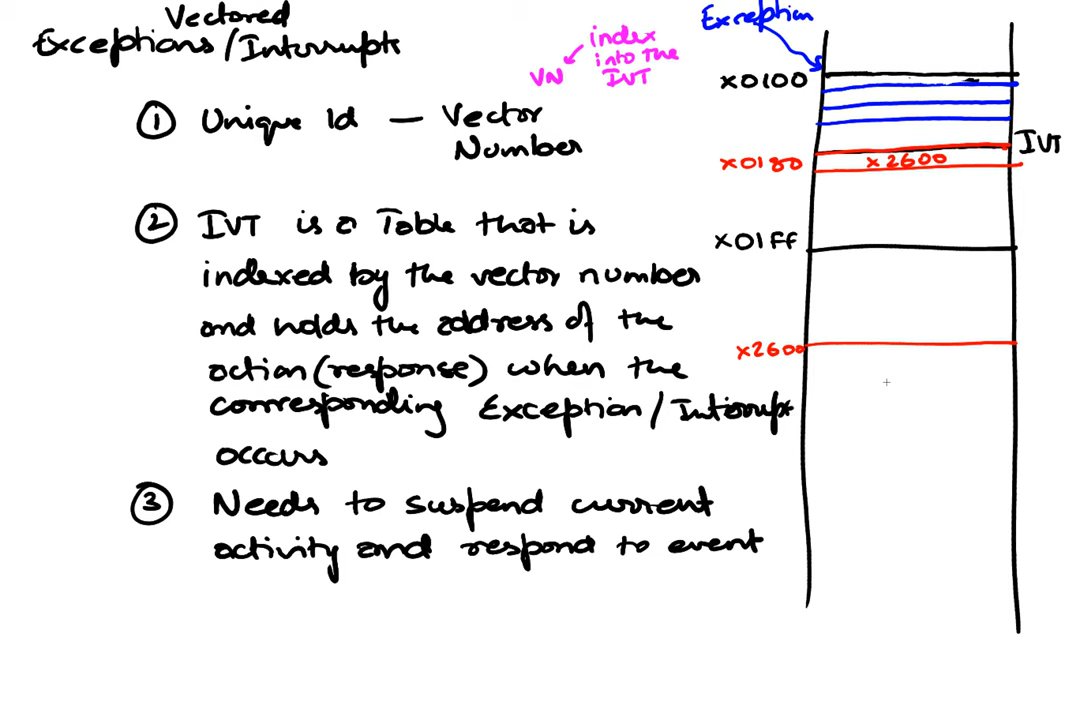 Vectored
Exceptions/Interrupts
index
into the
VN IVT
① Unique Id — Vector
Number
② IVT is a Table that is
indexed by the vector number
and holds the address of the
action (response) when the
corresponding Exception/Interrupt
occurs
③ Needs to suspend current
activity and respond to event
Exception
x0100
IVT
x0180 x2600
x01FF
x2600